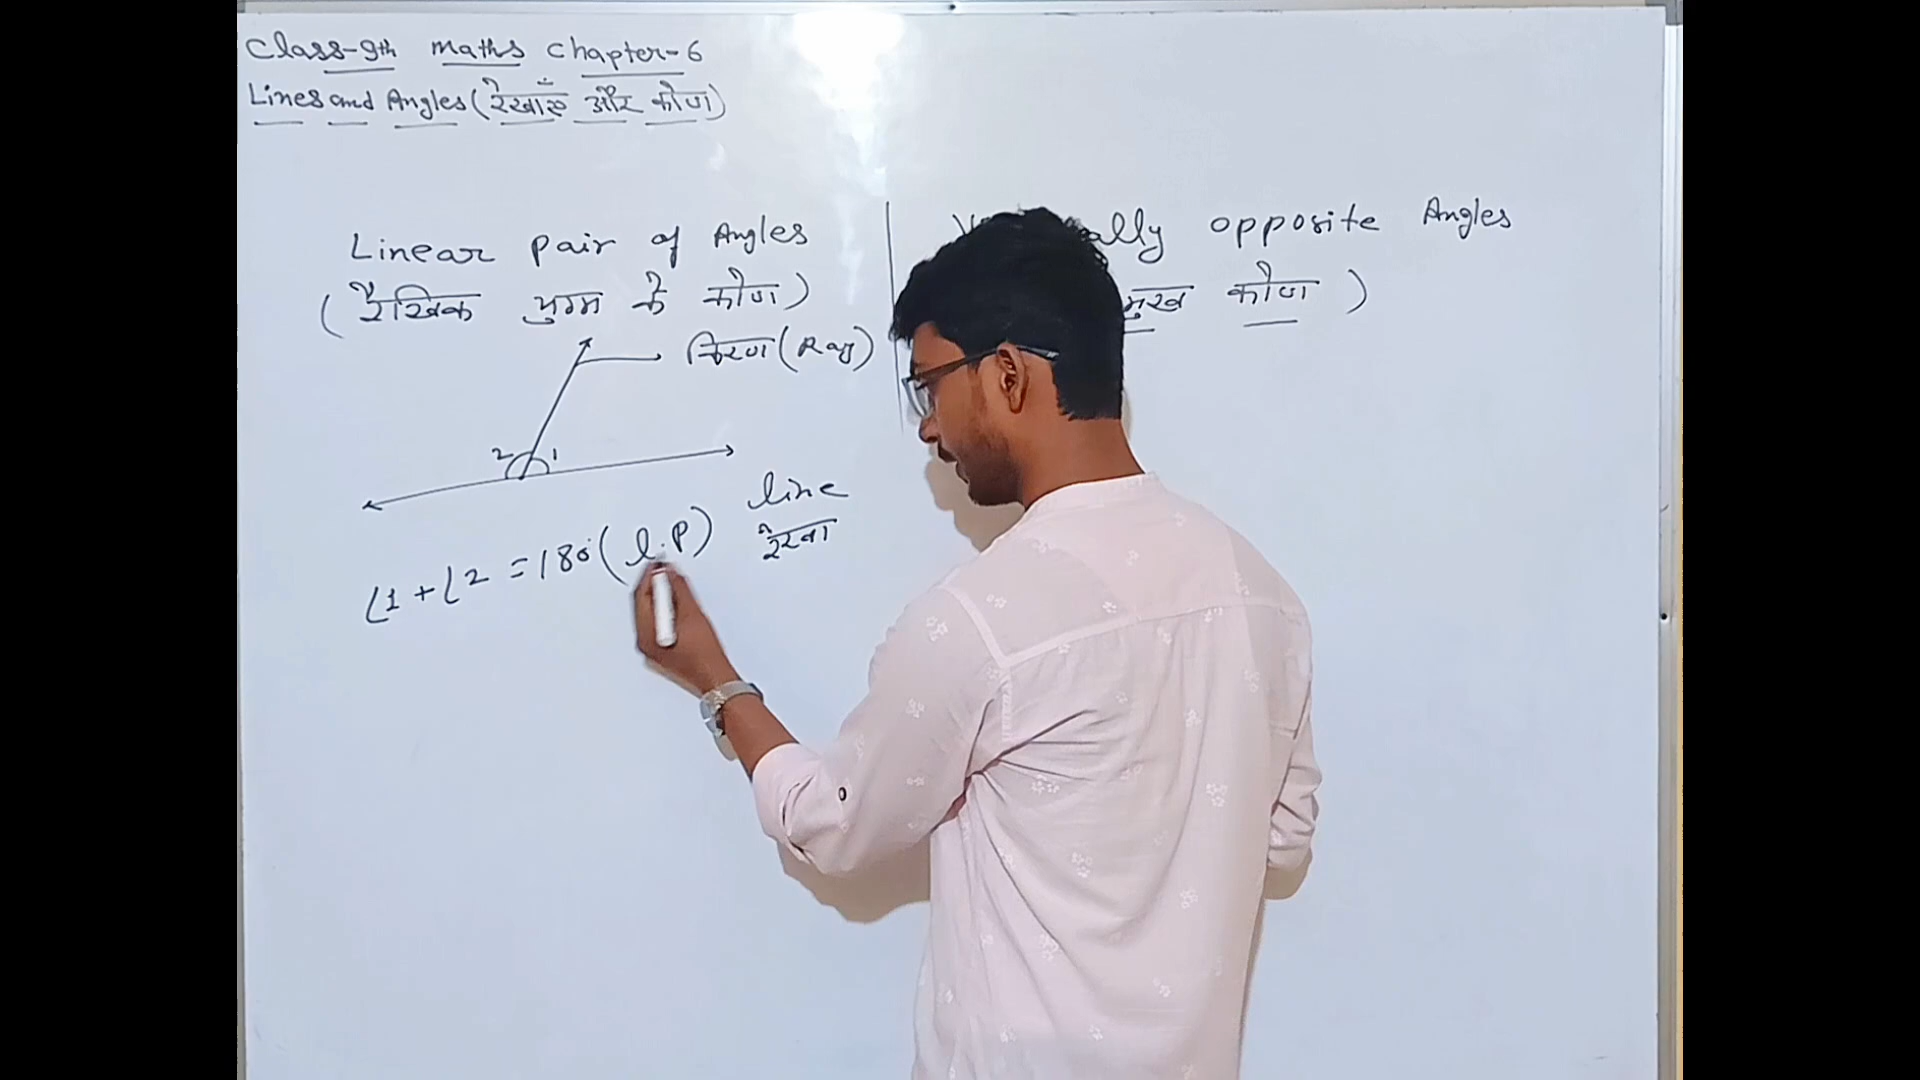 Class-9th maths Chapter-6
Lines and Angles (रेखाएँ और कोण)
Linear pair of Angles
(रैखिक युग्म के कोण)
किरण (Ray)
2 1
line
रेखा
∠1 + ∠2 = 180° (l.P)
opposite Angles
कोण )